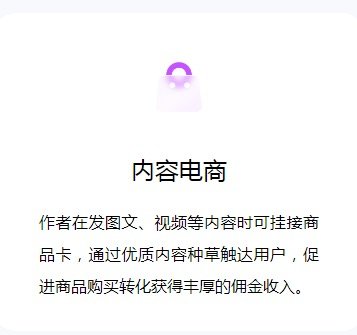 内容电商
作者在发图文、视频等内容时可挂接商
品卡，通过优质内容种草触达用户，促
进商品购买转化获得丰厚的佣金收入。